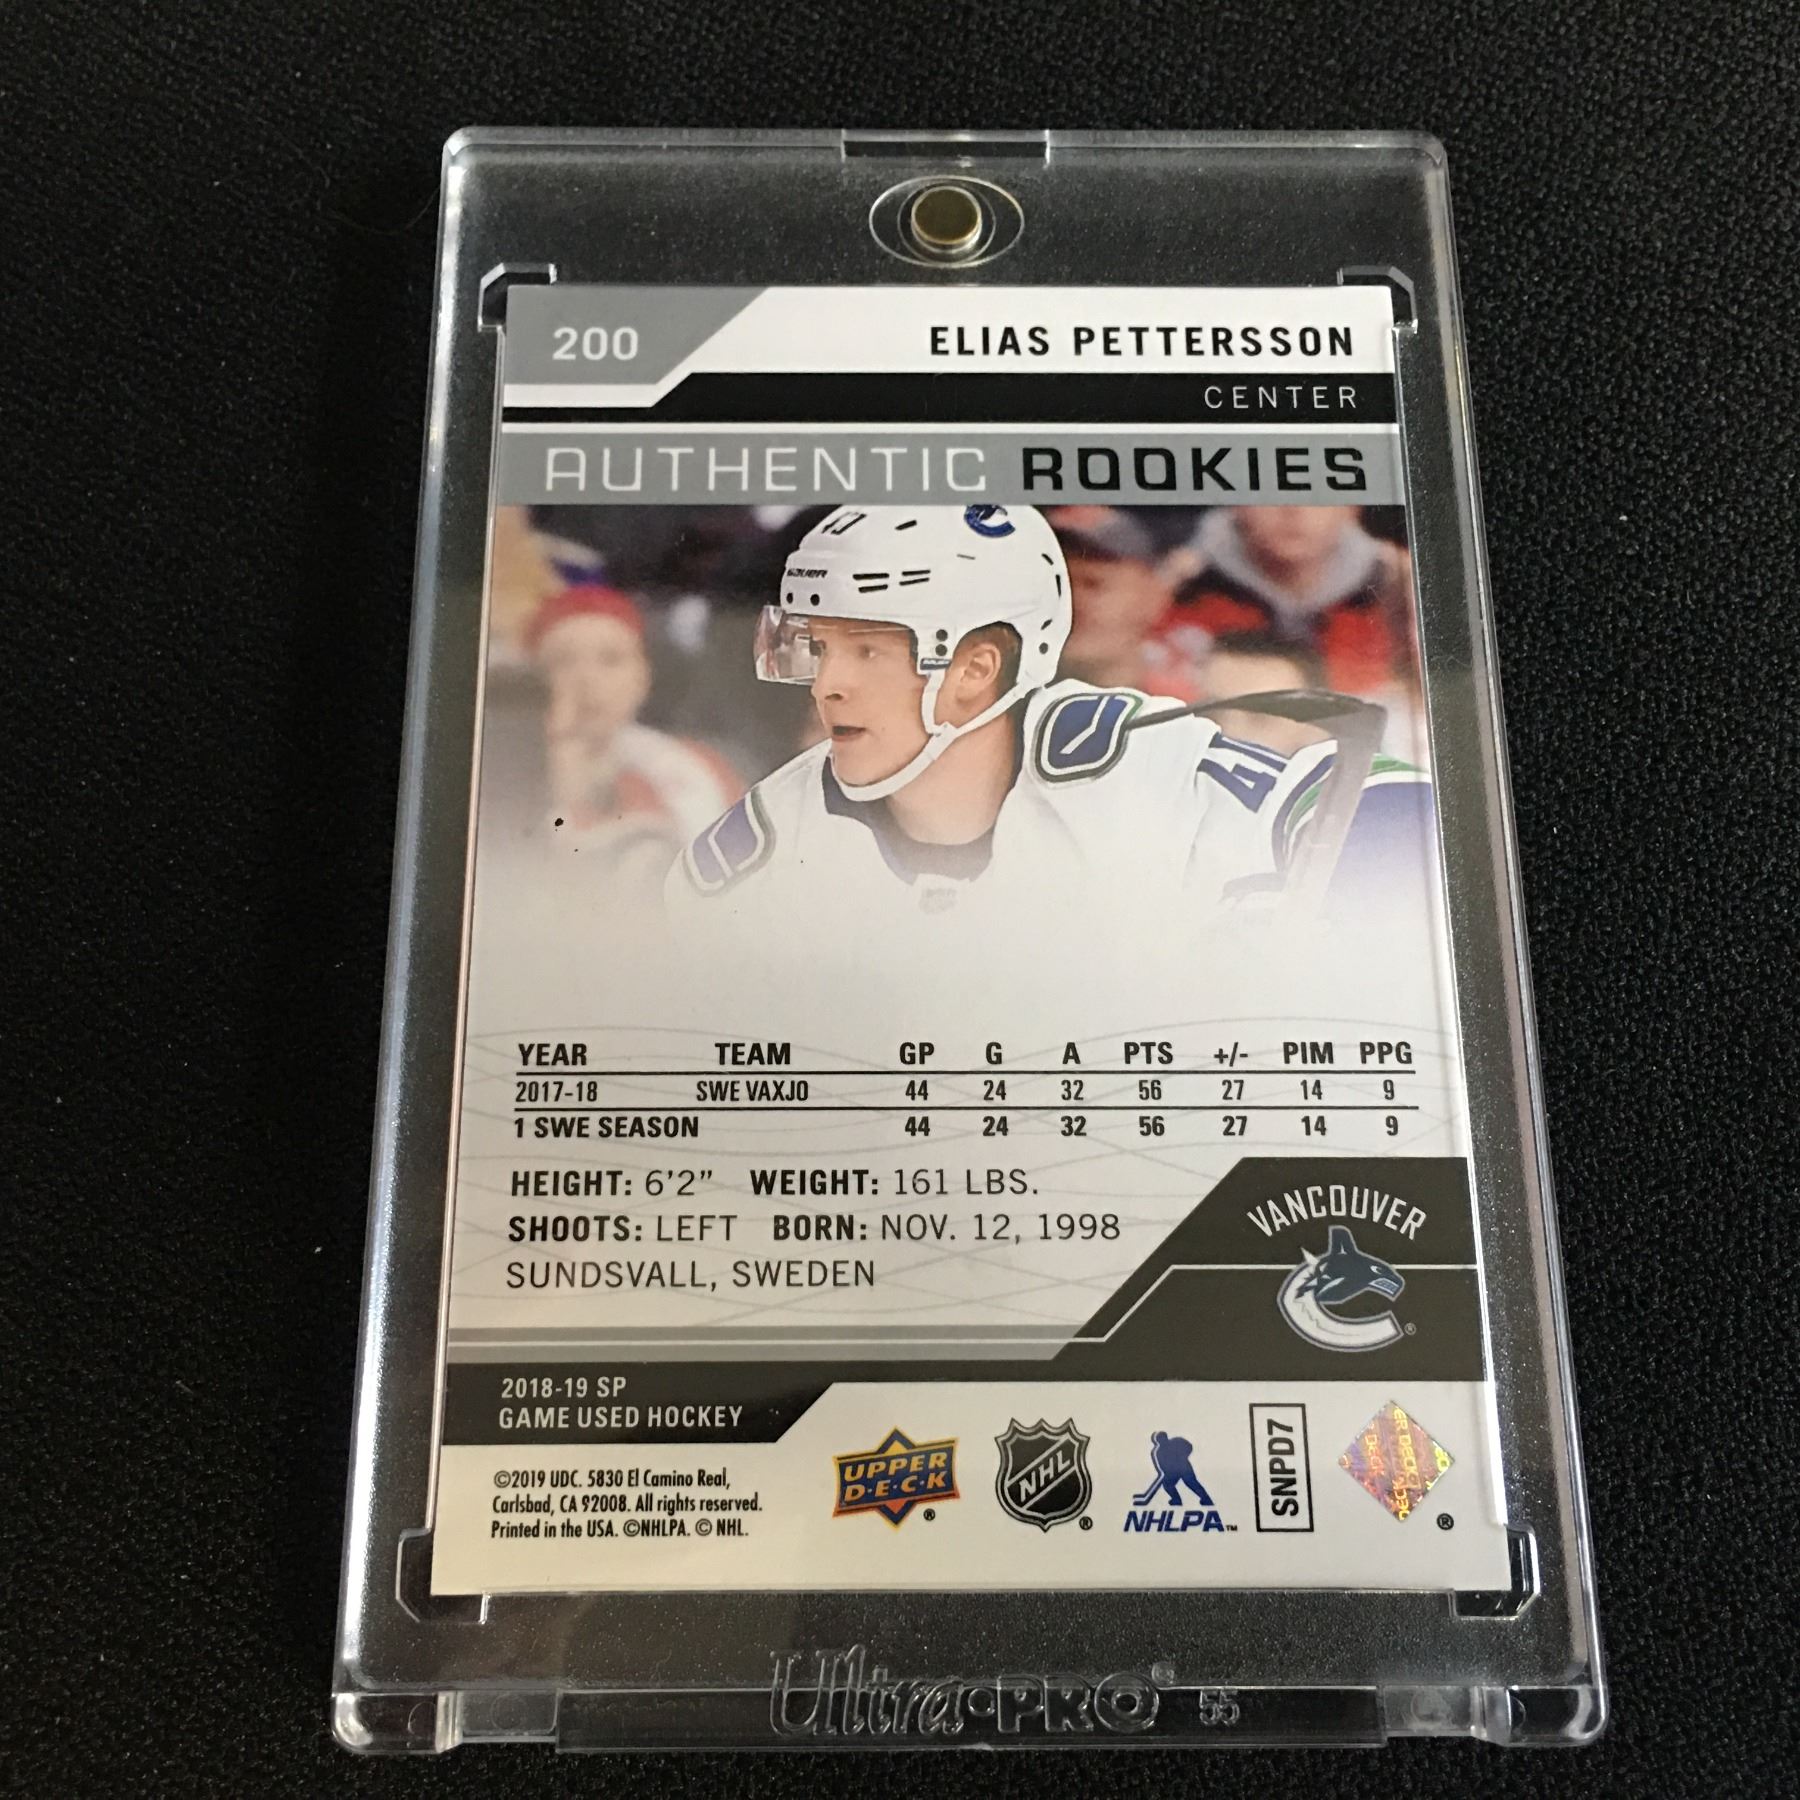 200
ELIAS PETTERSSON
CENTER
AUTHENTIC ROOKIES
BAUER
40
YEAR TEAM GP G A PTS +/- PIM PPG
2017-18 SWE VAXJO 44 24 32 56 27 14 9
1 SWE SEASON 44 24 32 56 27 14 9
HEIGHT: 6'2" WEIGHT: 161 LBS.
SHOOTS: LEFT BORN: NOV. 12, 1998
SUNDSVALL, SWEDEN
VANCOUVER
®
2018-19 SP
GAME USED HOCKEY
©2019 UDC. 5830 El Camino Real,
Carlsbad, CA 92008. All rights reserved.
Printed in the USA. ©NHLPA. © NHL.
UPPER
D·E·C·K
®
NHL
®
NHLPA™
SNPD7
®
Ultra·PRO® 55